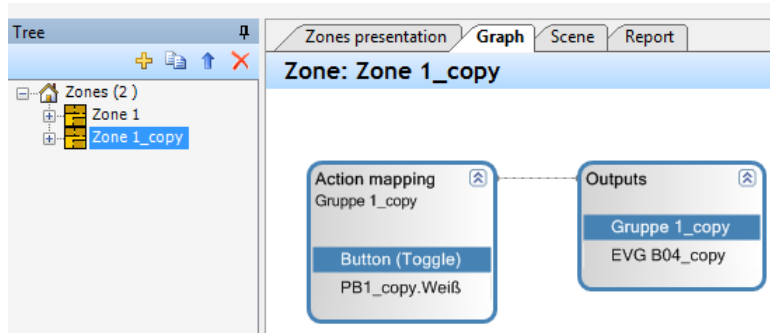 Tree
Zones (2 )
Zone 1
Zone 1_copy
Zones presentation Graph Scene Report
Zone: Zone 1_copy
Action mapping
Gruppe 1_copy
Button (Toggle)
PB1_copy.Weiß
Outputs
Gruppe 1_copy
EVG B04_copy